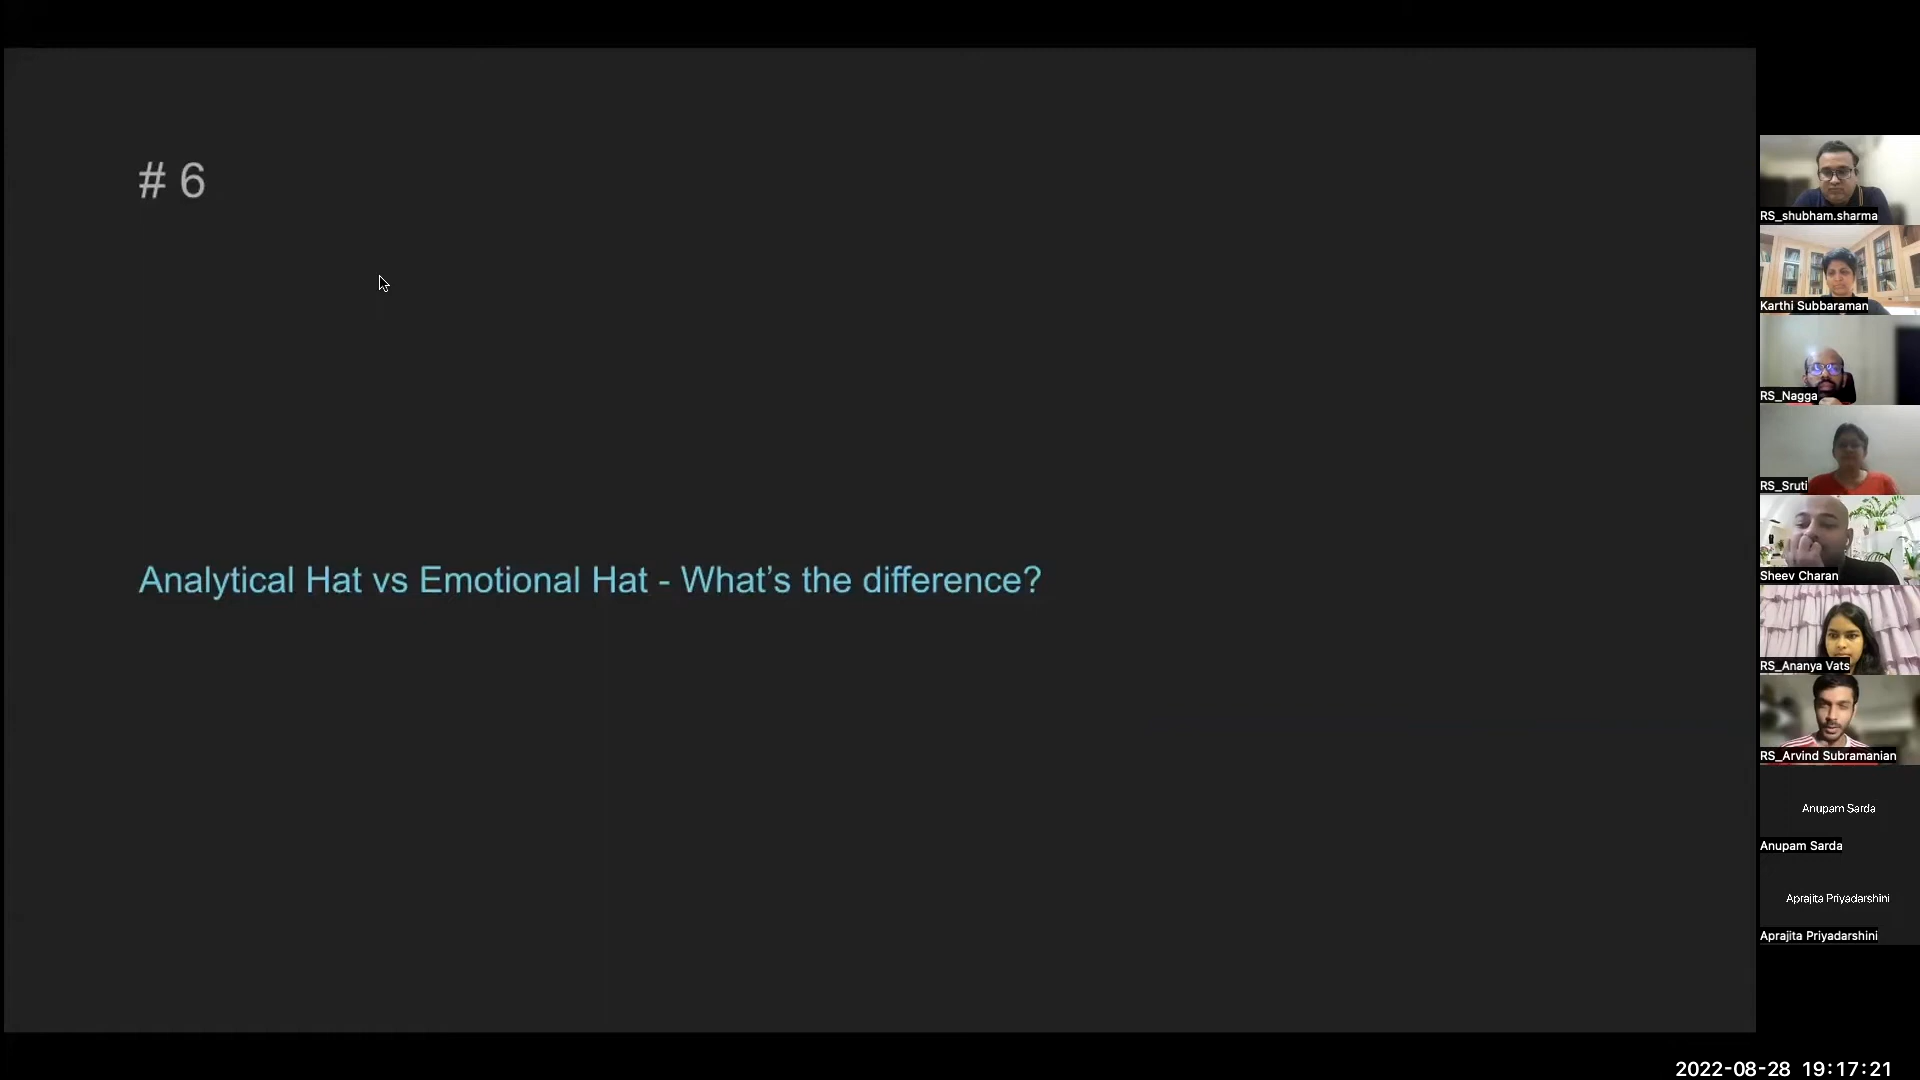 # 6
Analytical Hat vs Emotional Hat - What’s the difference?
RS_shubham.sharma
Karthi Subbaraman
RS_Nagga
RS_Sruti
Sheev Charan
RS_Ananya Vats
RS_Arvind Subramanian
Anupam Sarda
Anupam Sarda
Aprajita Priyadarshini
Aprajita Priyadarshini
2022-08-28 19:17:21